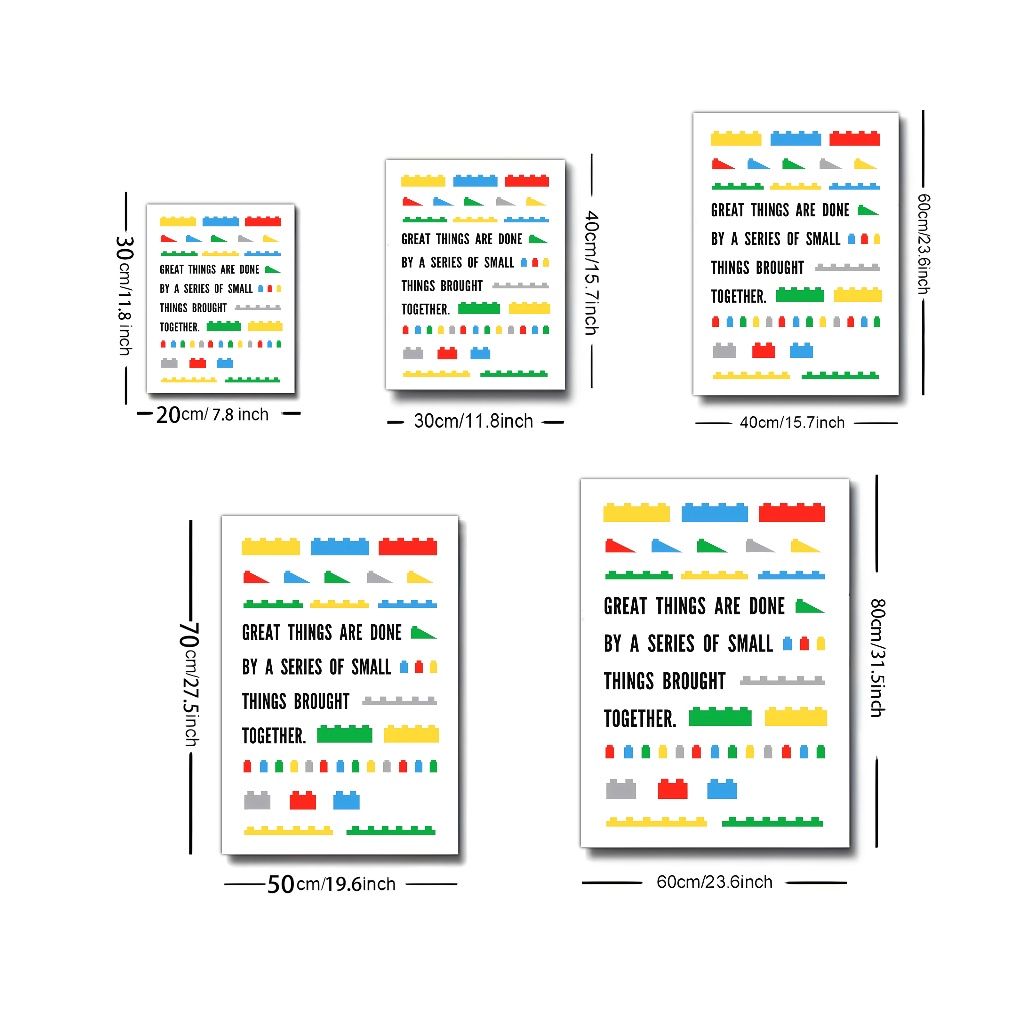 GREAT THINGS ARE DONE
BY A SERIES OF SMALL
THINGS BROUGHT
TOGETHER.
30cm/11.8 inch
20cm/ 7.8 inch
GREAT THINGS ARE DONE
BY A SERIES OF SMALL
THINGS BROUGHT
TOGETHER.
40cm/15.7inch
30cm/11.8inch
GREAT THINGS ARE DONE
BY A SERIES OF SMALL
THINGS BROUGHT
TOGETHER.
60cm/23.6inch
40cm/15.7inch
70cm/27.5inch
GREAT THINGS ARE DONE
BY A SERIES OF SMALL
THINGS BROUGHT
TOGETHER.
50cm/19.6inch
GREAT THINGS ARE DONE
BY A SERIES OF SMALL
THINGS BROUGHT
TOGETHER.
80cm/31.5inch
60cm/23.6inch